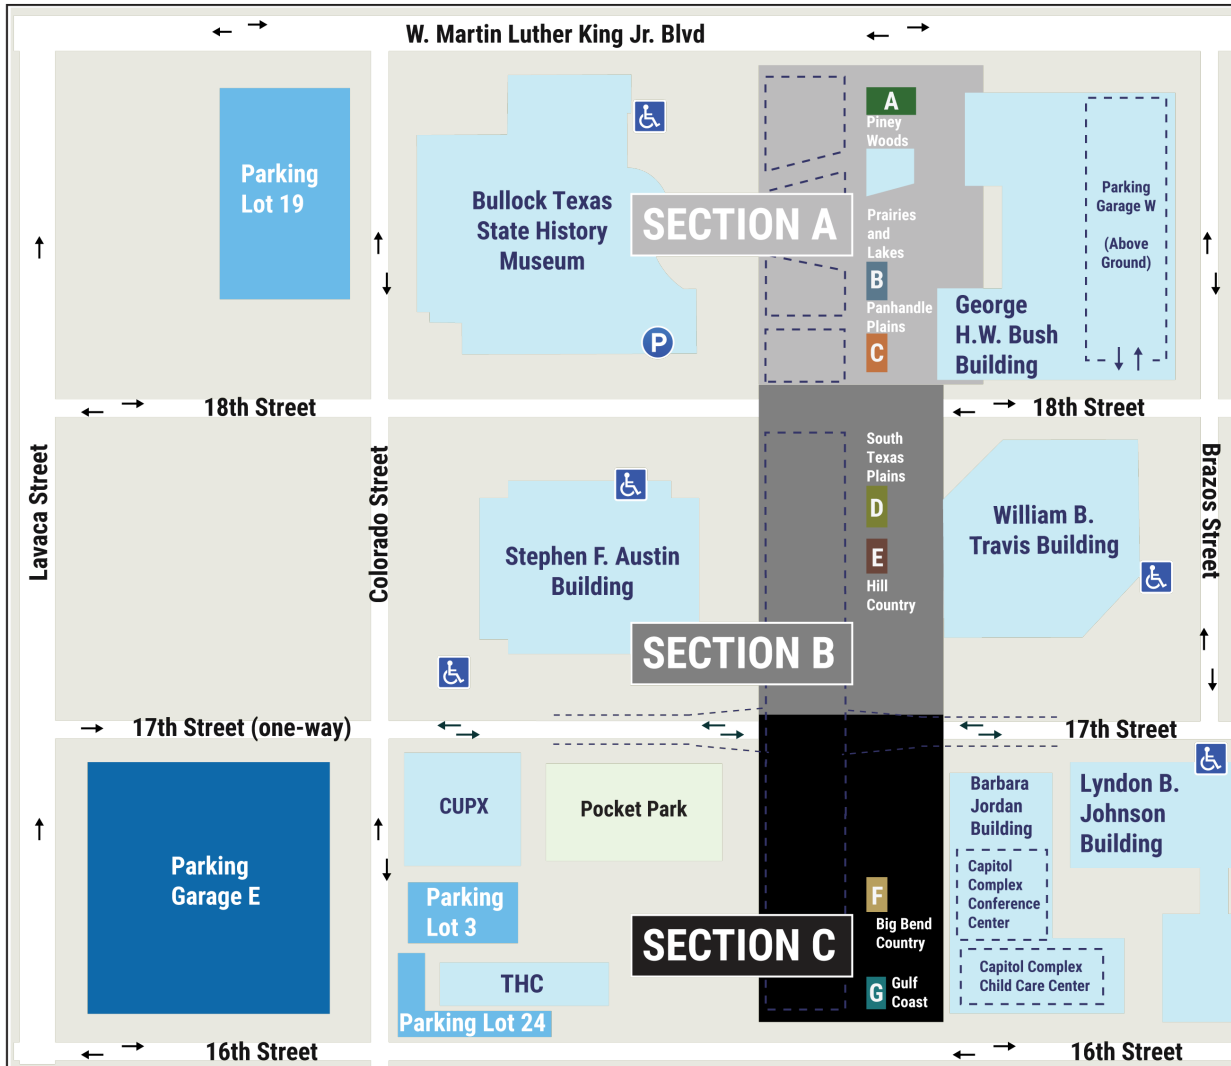 W. Martin Luther King Jr. Blvd
Parking
Lot 19
Bullock Texas
State History
Museum
P
SECTION A
A
Piney
Woods
Prairies
and
Lakes
B
Panhandle
Plains
C
Parking
Garage W
(Above
Ground)
George
H.W. Bush
Building
18th Street
18th Street
Lavaca Street
Colorado Street
Brazos Street
Stephen F. Austin
Building
South
Texas
Plains
D
E
Hill
Country
William B.
Travis Building
SECTION B
17th Street (one-way)
17th Street
Parking
Garage E
CUPX
Pocket Park
Parking
Lot 3
THC
Parking Lot 24
SECTION C
F
Big Bend
Country
G
Gulf
Coast
Barbara
Jordan
Building
Capitol
Complex
Conference
Center
Capitol Complex
Child Care Center
Lyndon B.
Johnson
Building
16th Street
16th Street